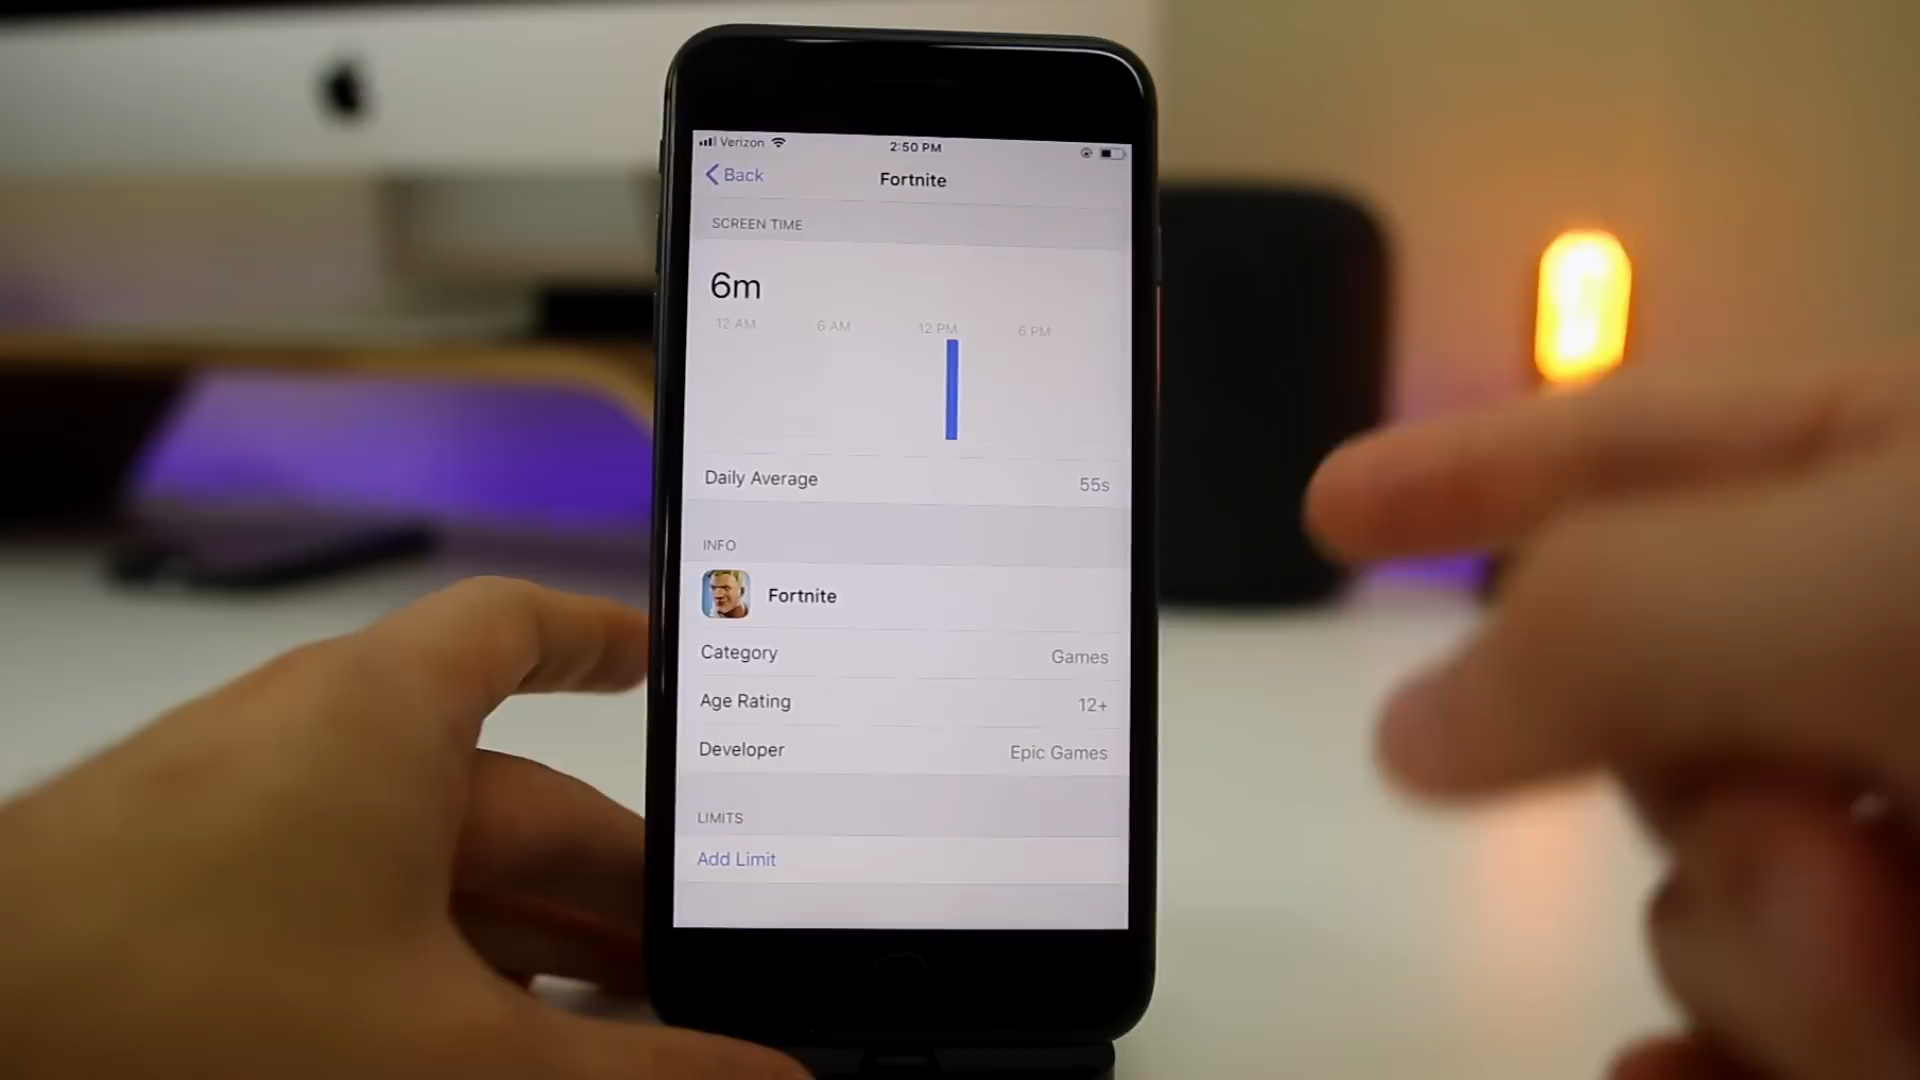 Verizon 2:50 PM
Back Fortnite
SCREEN TIME
6m
12 AM 6 AM 12 PM 6 PM
Daily Average 55s
INFO
Fortnite
Category Games
Age Rating 12+
Developer Epic Games
LIMITS
Add Limit